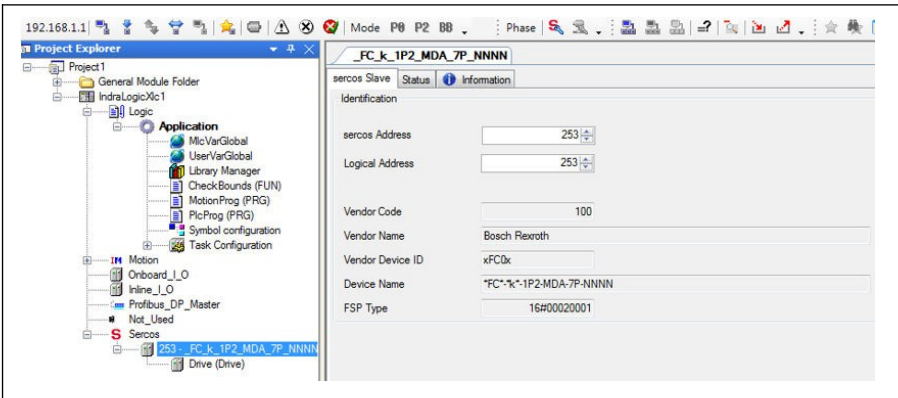 192.168.1.1 Mode P0 P2 BB Phase
Project Explorer
Project1
General Module Folder
IndraLogicXlc1
Logic
Application
MlcVarGlobal
UserVarGlobal
Library Manager
CheckBounds (FUN)
MotionProg (PRG)
PlcProg (PRG)
Symbol configuration
Task Configuration
IM Motion
Onboard_I_O
Inline_I_O
Profibus_DP_Master
Not_Used
S Sercos
253 - _FC_k_1P2_MDA_7P_NNNN
Drive (Drive)
_FC_k_1P2_MDA_7P_NNNN
sercos Slave Status Information
Identification
sercos Address 253
Logical Address 253
Vendor Code 100
Vendor Name Bosch Rexroth
Vendor Device ID xFC0x
Device Name *FC*-*k*-1P2-MDA-7P-NNNN
FSP Type 16#00020001